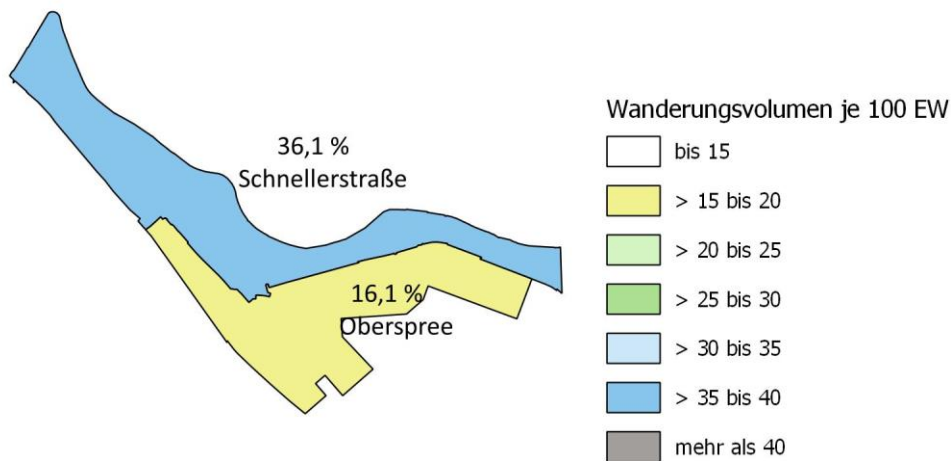 36,1 %
Schnellerstraße
16,1 %
Oberspree
Wanderungsvolumen je 100 EW
bis 15
> 15 bis 20
> 20 bis 25
> 25 bis 30
> 30 bis 35
> 35 bis 40
mehr als 40